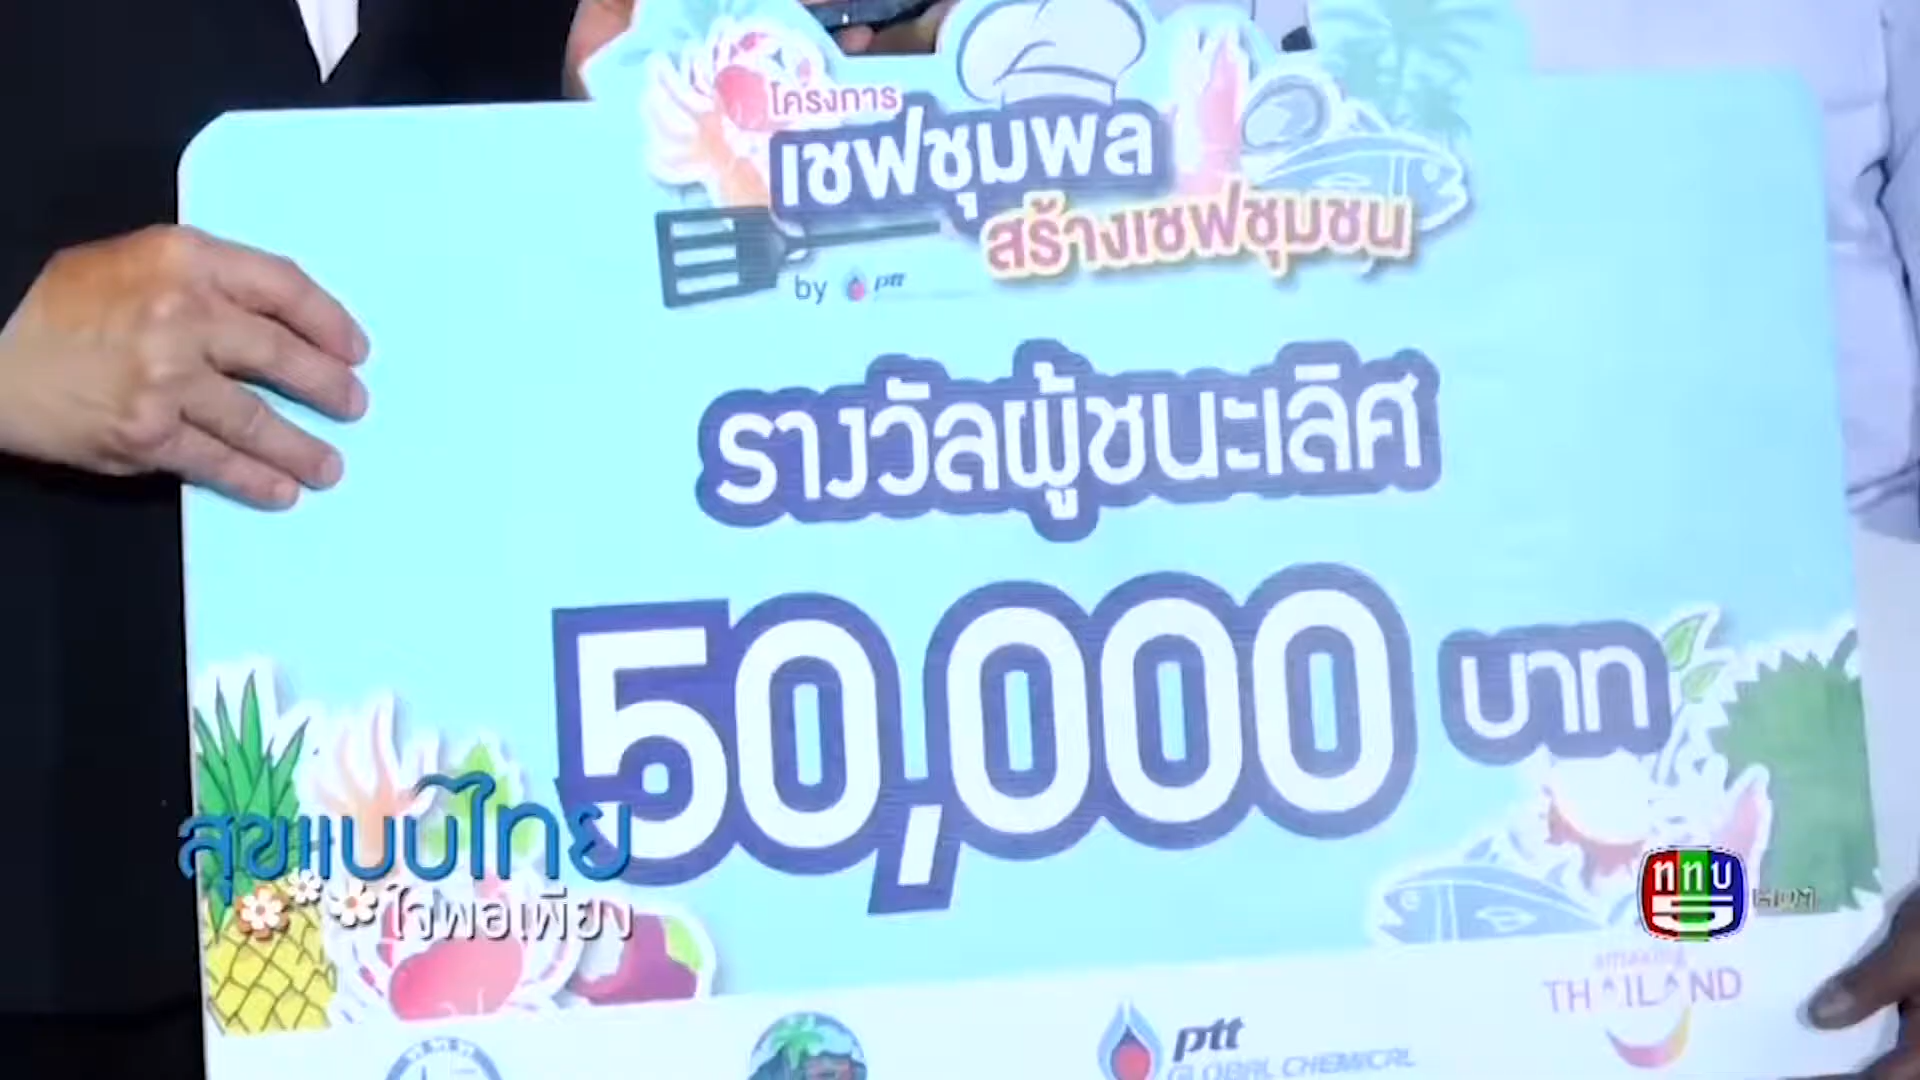 โครงการ
เชฟชุมพล
สร้างเชฟชุมชน
by ptt
รางวัลผู้ชนะเลิศ
50,000 บาท
สุขแบบไทย
ใจพอเพียง
ททบ
5 HD1
amazing
THAILAND
ptt
GLOBAL CHEMICAL